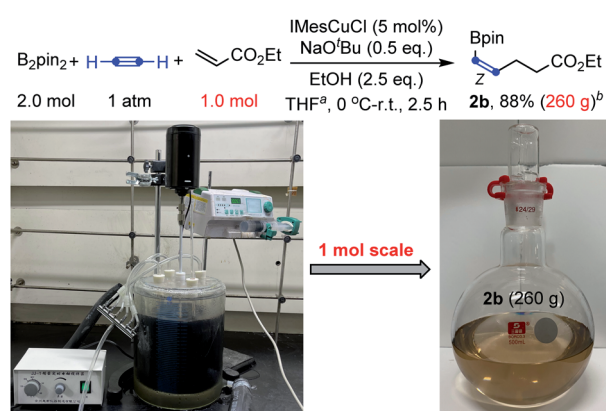 IMesCuCl (5 mol%)
NaOᵗBu (0.5 eq.)
B₂pin₂ + H H + CO₂Et
EtOH (2.5 eq.)
THFᵃ, 0 °C-r.t., 2.5 h
2.0 mol 1 atm 1.0 mol
Bpin
CO₂Et
Z
2b, 88% (260 g)ᵇ
1 mol scale
24/29
2b (260 g)